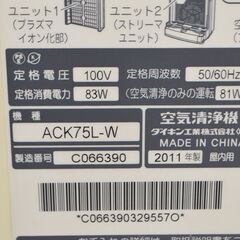 ユニット1
(プラズマ
イオン化部)
ユニット2
(ストリーマ
ユニット)
定格電圧 100V 定格周波数 50/60Hz
定格消費電力 83W (空気清浄のみの運転 81W
機種 ACK75L-W
製造番号 C066390
空気清浄機
ダイキン工業株式会
MADE IN CHINA
2011年製 屋内用
*C066390329557O*